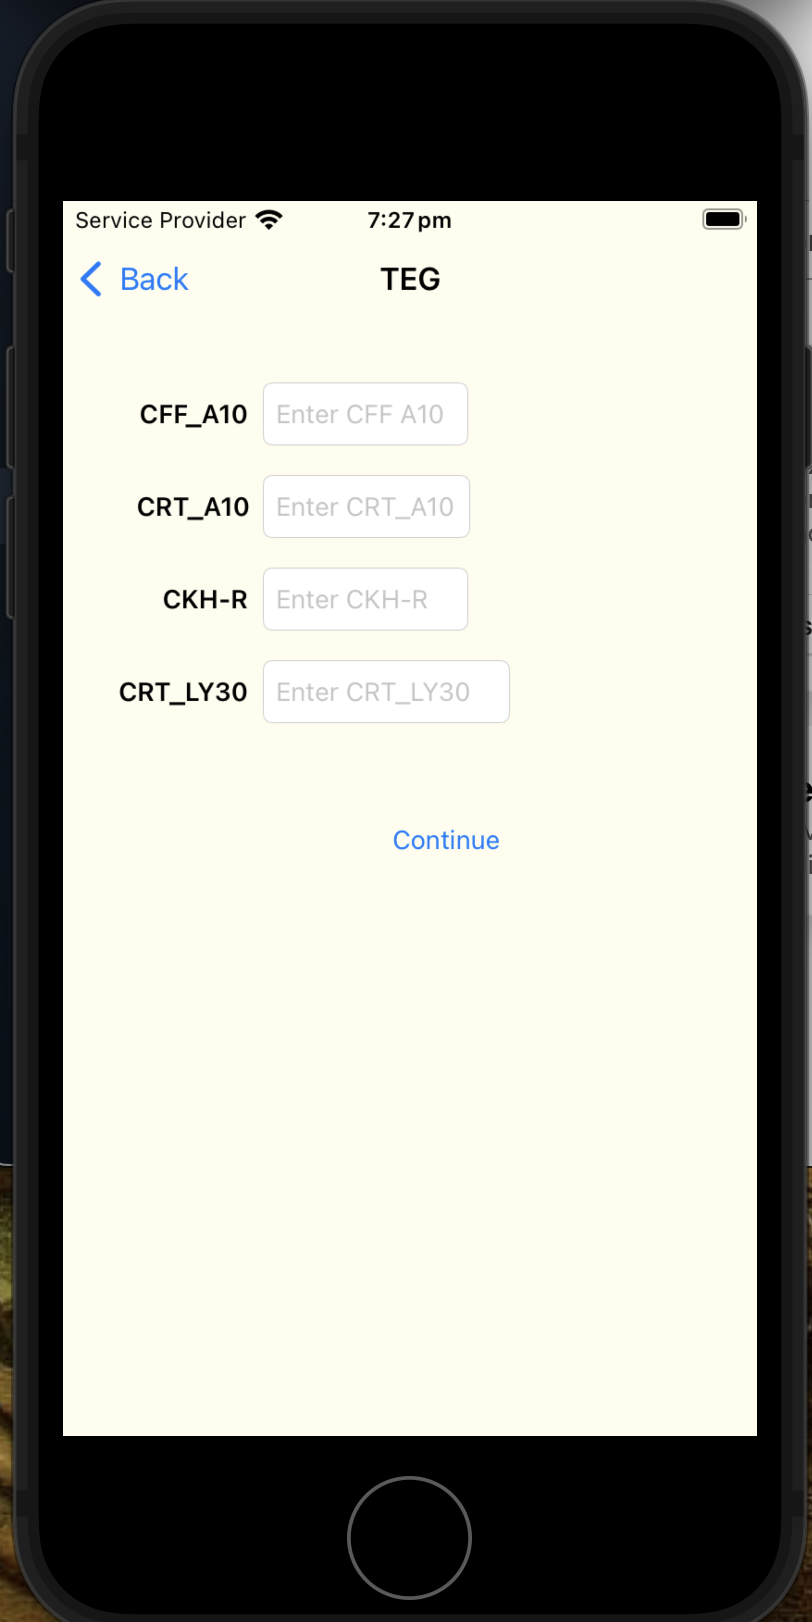 Service Provider 7:27 pm
Back TEG
CFF_A10 Enter CFF A10
CRT_A10 Enter CRT_A10
CKH-R Enter CKH-R
CRT_LY30 Enter CRT_LY30
Continue